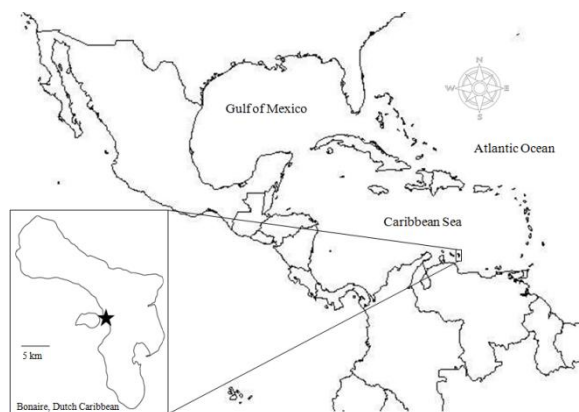 N
W
E
S
Gulf of Mexico
Atlantic Ocean
Caribbean Sea
5 km
Bonaire, Dutch Caribbean